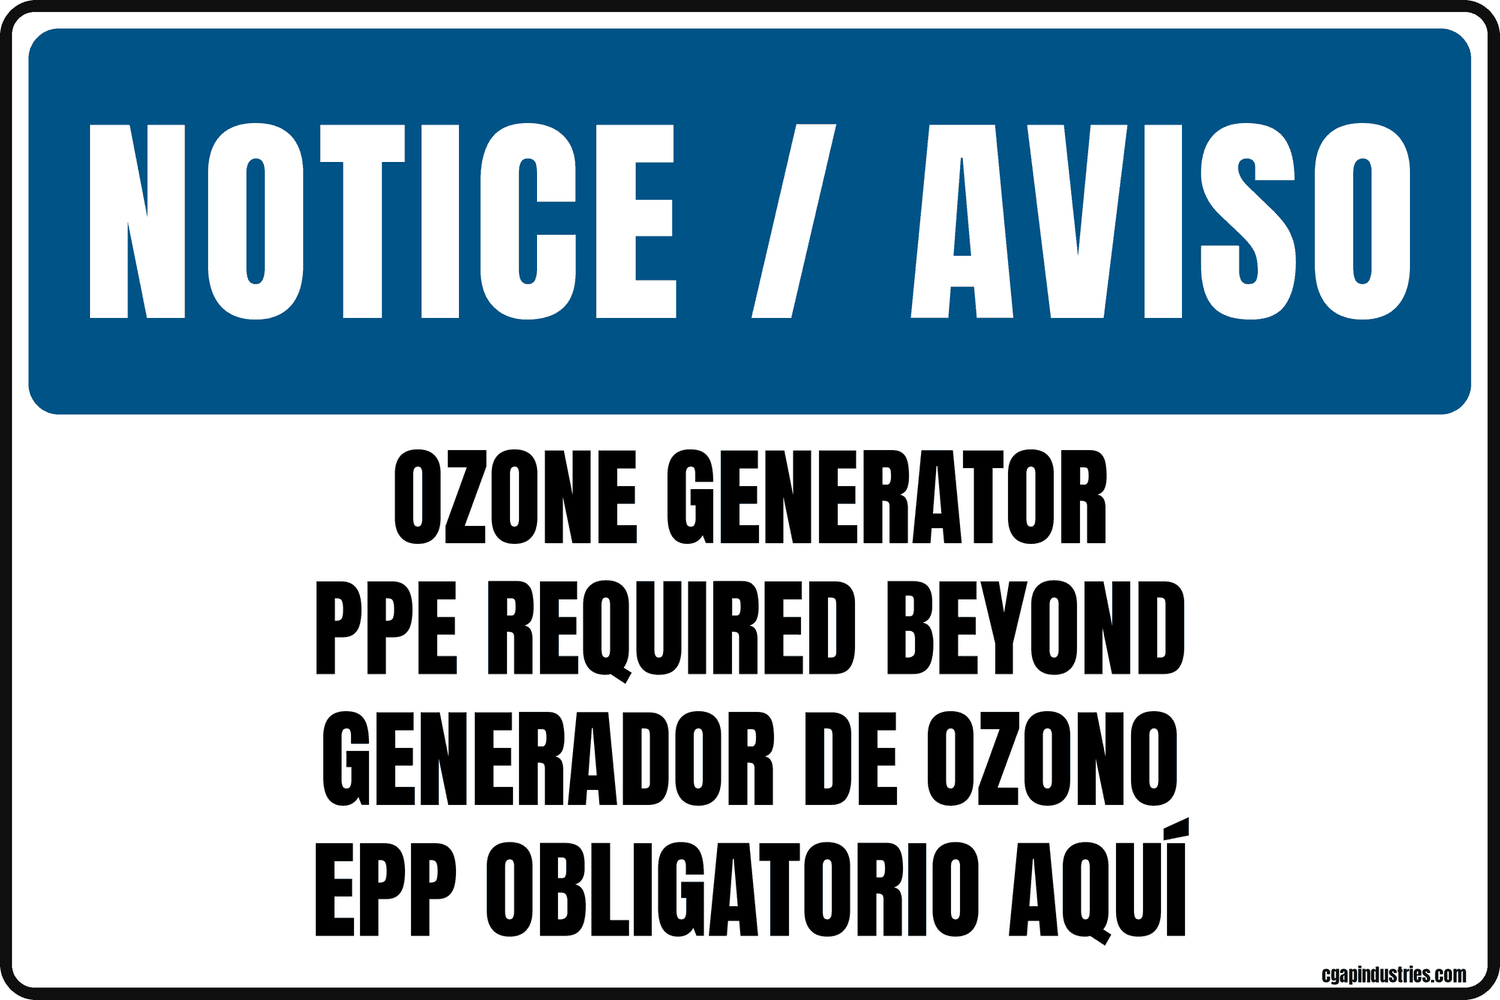 NOTICE / AVISO
OZONE GENERATOR
PPE REQUIRED BEYOND
GENERADOR DE OZONO
EPP OBLIGATORIO AQUÍ
cgapindustries.com